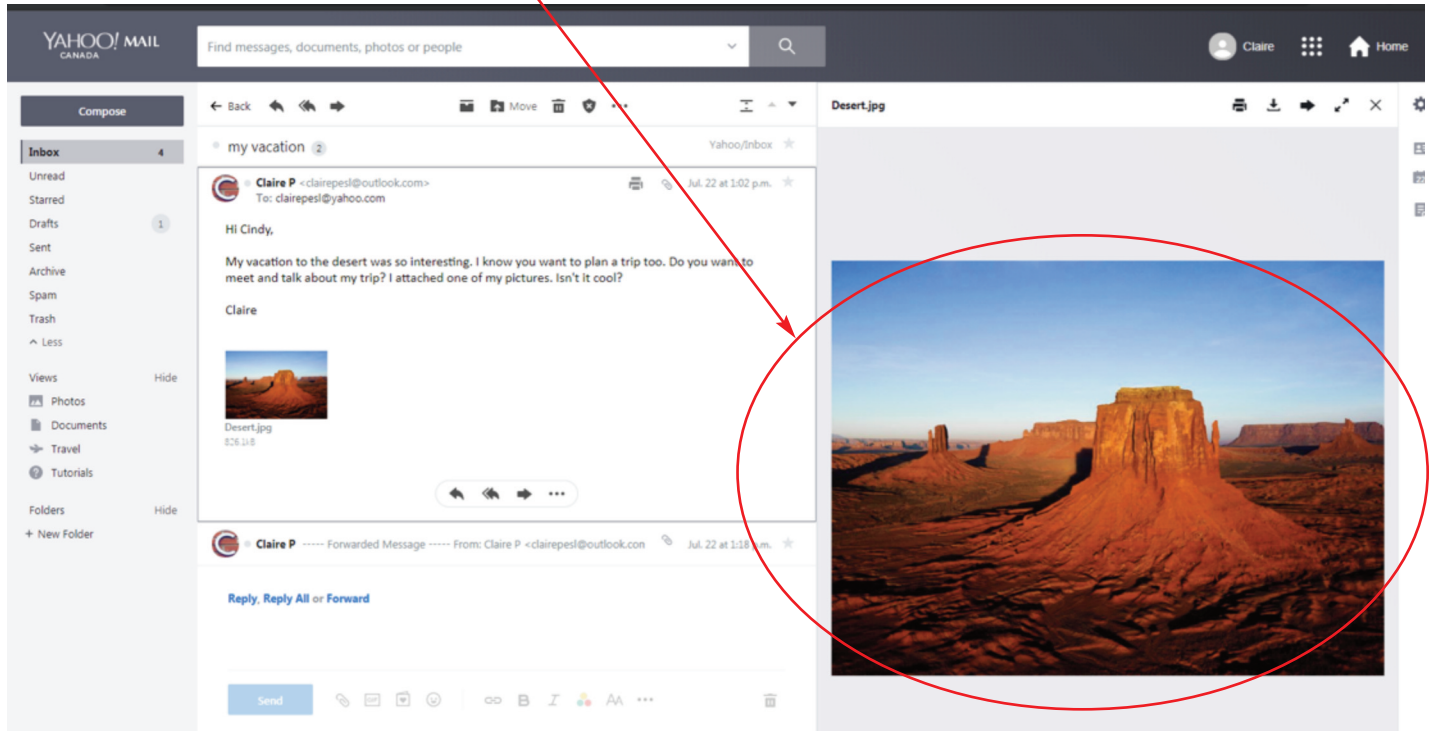 YAHOO! MAIL
CANADA
Find messages, documents, photos or people
Claire
Home
Compose
Inbox 4
Unread
Starred
Drafts 1
Sent
Archive
Spam
Trash
Less
Views Hide
Photos
Documents
Travel
Tutorials
Folders Hide
+ New Folder
Back
Move
my vacation 2
Yahoo/Inbox
Claire P <clairepesl@outlook.com>
Jul. 22 at 1:02 p.m.
To: clairepesl@yahoo.com
Hi Cindy,
My vacation to the desert was so interesting. I know you want to plan a trip too. Do you want to
meet and talk about my trip? I attached one of my pictures. Isn't it cool?
Claire
Desert.jpg
Claire P ----- Forwarded Message ----- From: Claire P <clairepesl@outlook.con
Jul. 22 at 1:18 p.m.
Reply, Reply All or Forward
Send
GIF
B I AA
Desert.jpg